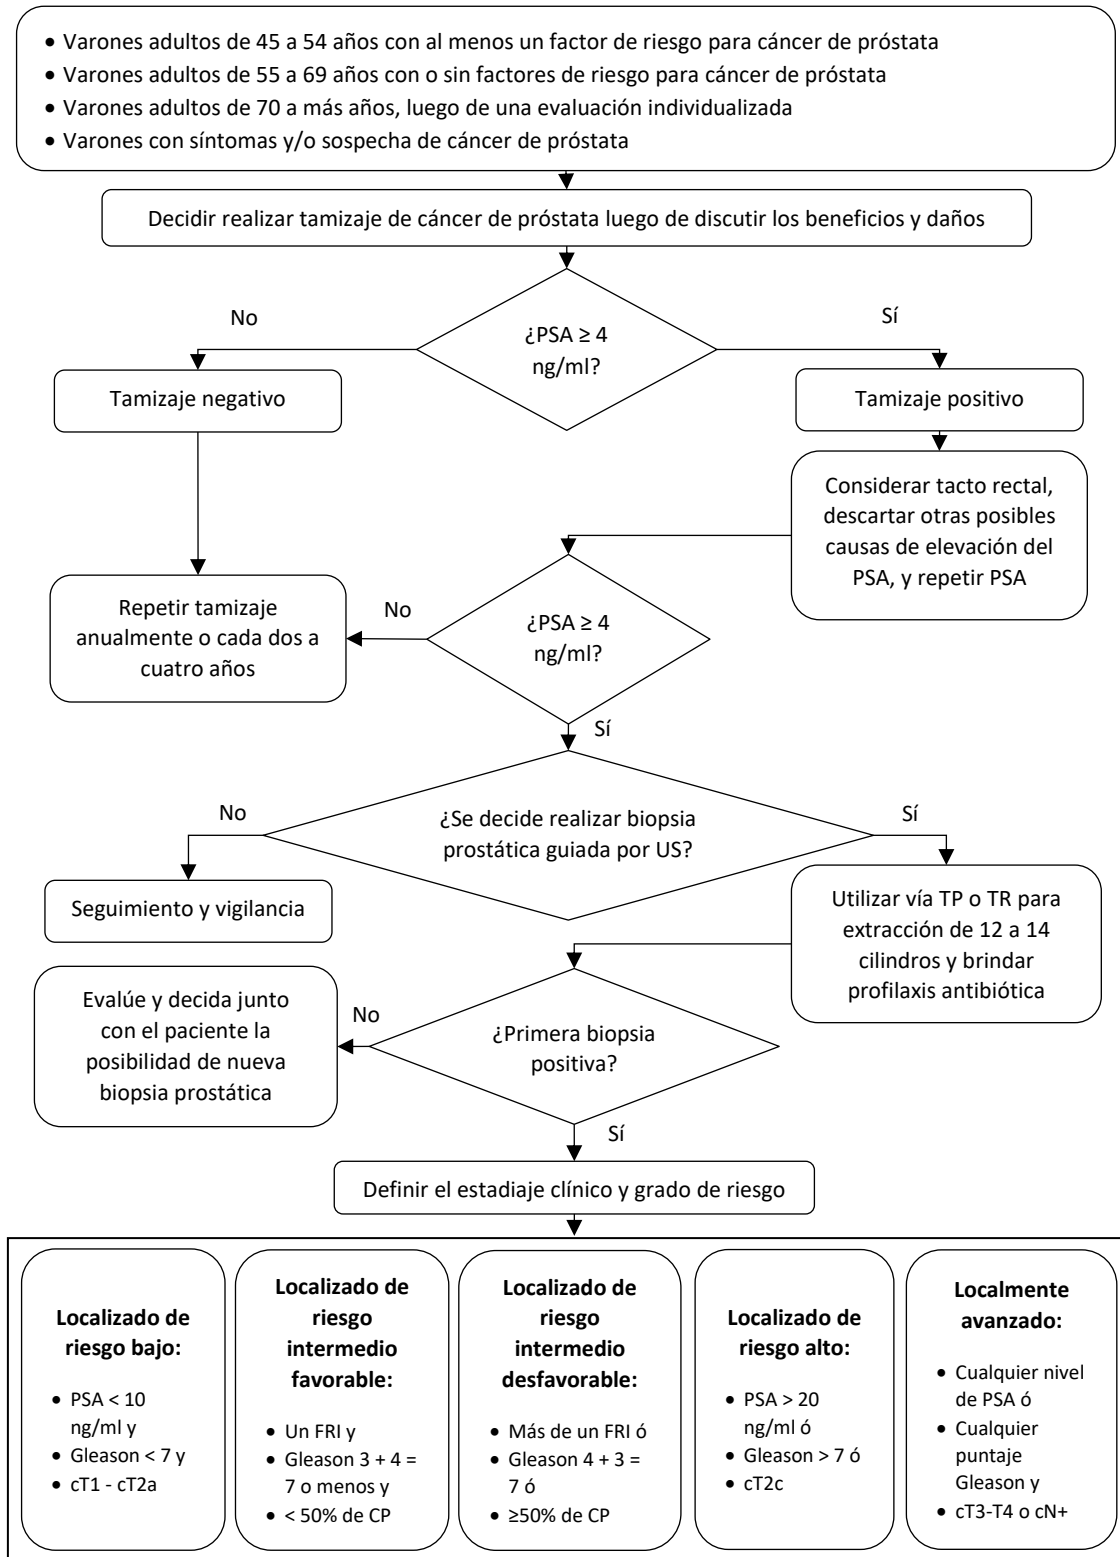 • Varones adultos de 45 a 54 años con al menos un factor de riesgo para cáncer de próstata
• Varones adultos de 55 a 69 años con o sin factores de riesgo para cáncer de próstata
• Varones adultos de 70 a más años, luego de una evaluación individualizada
• Varones con síntomas y/o sospecha de cáncer de próstata
Decidir realizar tamizaje de cáncer de próstata luego de discutir los beneficios y daños
No
¿PSA ≥ 4
ng/ml?
Sí
Tamizaje negativo
Tamizaje positivo
Considerar tacto rectal,
descartar otras posibles
causas de elevación del
PSA, y repetir PSA
Repetir tamizaje
anualmente o cada dos a
cuatro años
No
¿PSA ≥ 4
ng/ml?
Sí
No
¿Se decide realizar biopsia
prostática guiada por US?
Sí
Seguimiento y vigilancia
Utilizar vía TP o TR para
extracción de 12 a 14
cilindros y brindar
profilaxis antibiótica
Evalúe y decida junto
con el paciente la
posibilidad de nueva
biopsia prostática
No
¿Primera biopsia
positiva?
Sí
Definir el estadiaje clínico y grado de riesgo
Localizado de
riesgo bajo:
• PSA < 10
ng/ml y
• Gleason < 7 y
• cT1 - cT2a
Localizado de
riesgo
intermedio
favorable:
• Un FRI y
• Gleason 3 + 4 =
7 o menos y
• < 50% de CP
Localizado de
riesgo
intermedio
desfavorable:
• Más de un FRI ó
• Gleason 4 + 3 =
7 ó
• ≥50% de CP
Localizado de
riesgo alto:
• PSA > 20
ng/ml ó
• Gleason > 7 ó
• cT2c
Localmente
avanzado:
• Cualquier nivel
de PSA ó
• Cualquier
puntaje
Gleason y
• cT3-T4 o cN+